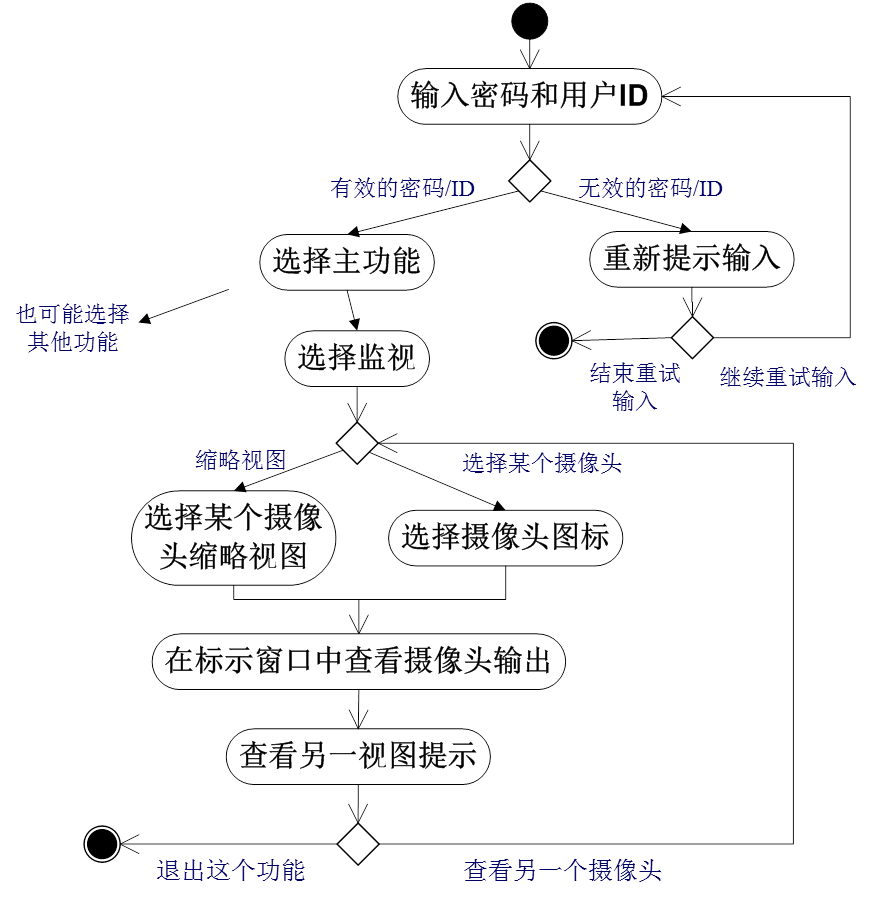 输入密码和用户ID
有效的密码/ID
无效的密码/ID
选择主功能
重新提示输入
也可能选择
其他功能
选择监视
结束重试
输入
继续重试输入
缩略视图
选择某个摄像头
选择某个摄像
头缩略视图
选择摄像头图标
在标示窗口中查看摄像头输出
查看另一视图提示
退出这个功能
查看另一个摄像头